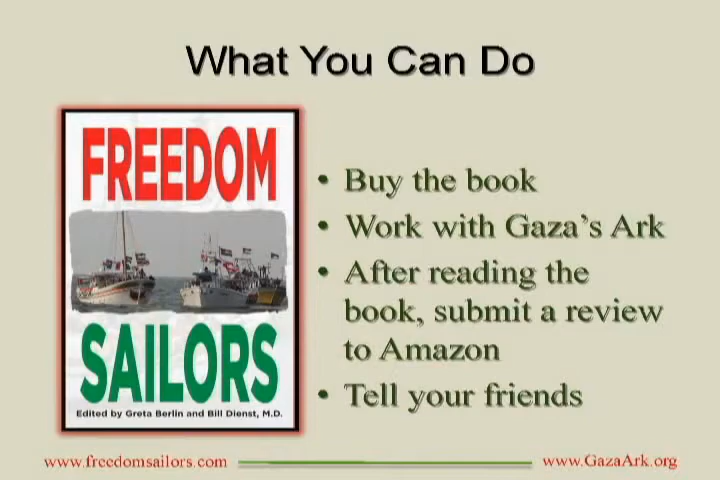 What You Can Do
FREEDOM
SAILORS
Edited by Greta Berlin and Bill Dienst, M.D.
• Buy the book
• Work with Gaza's Ark
• After reading the
book, submit a review
to Amazon
• Tell your friends
www.freedomsailors.com
www.GazaArk.org